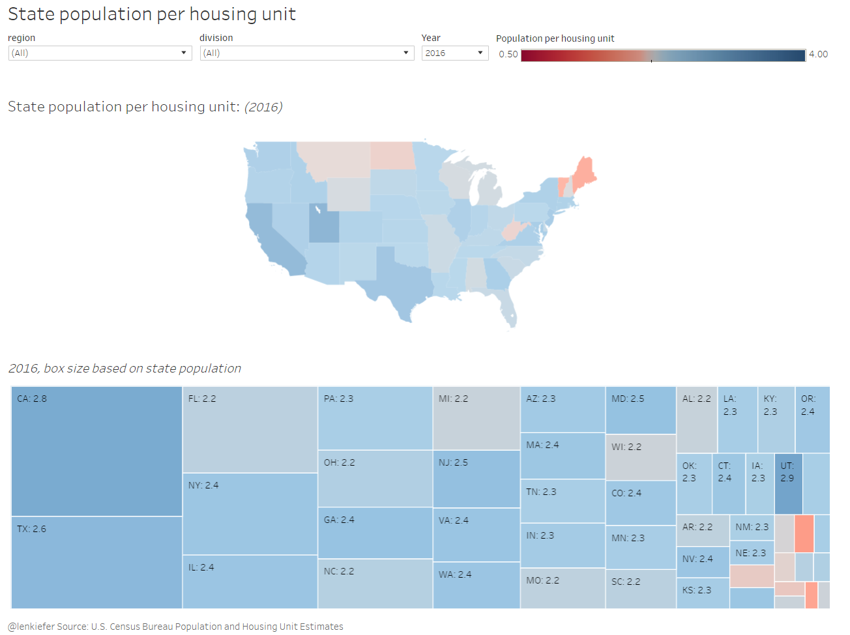 State population per housing unit
region
division
Year
Population per housing unit
(All)
(All)
2016
0.50
4.00
State population per housing unit: (2016)
2016, box size based on state population
CA: 2.8
TX: 2.6
FL: 2.2
NY: 2.4
IL: 2.4
PA: 2.3
OH: 2.2
GA: 2.4
NC: 2.2
MI: 2.2
NJ: 2.5
VA: 2.4
WA: 2.4
AZ: 2.3
MA: 2.4
TN: 2.3
IN: 2.3
MO: 2.2
MD: 2.5
WI: 2.2
CO: 2.4
MN: 2.3
SC: 2.2
AL: 2.2
LA:
2.3
KY:
2.3
OR:
2.4
OK:
2.3
CT:
2.4
IA:
2.3
UT:
2.9
AR: 2.2
NV: 2.4
KS: 2.3
NM: 2.3
NE: 2.3
@lenkiefer Source: U.S. Census Bureau Population and Housing Unit Estimates